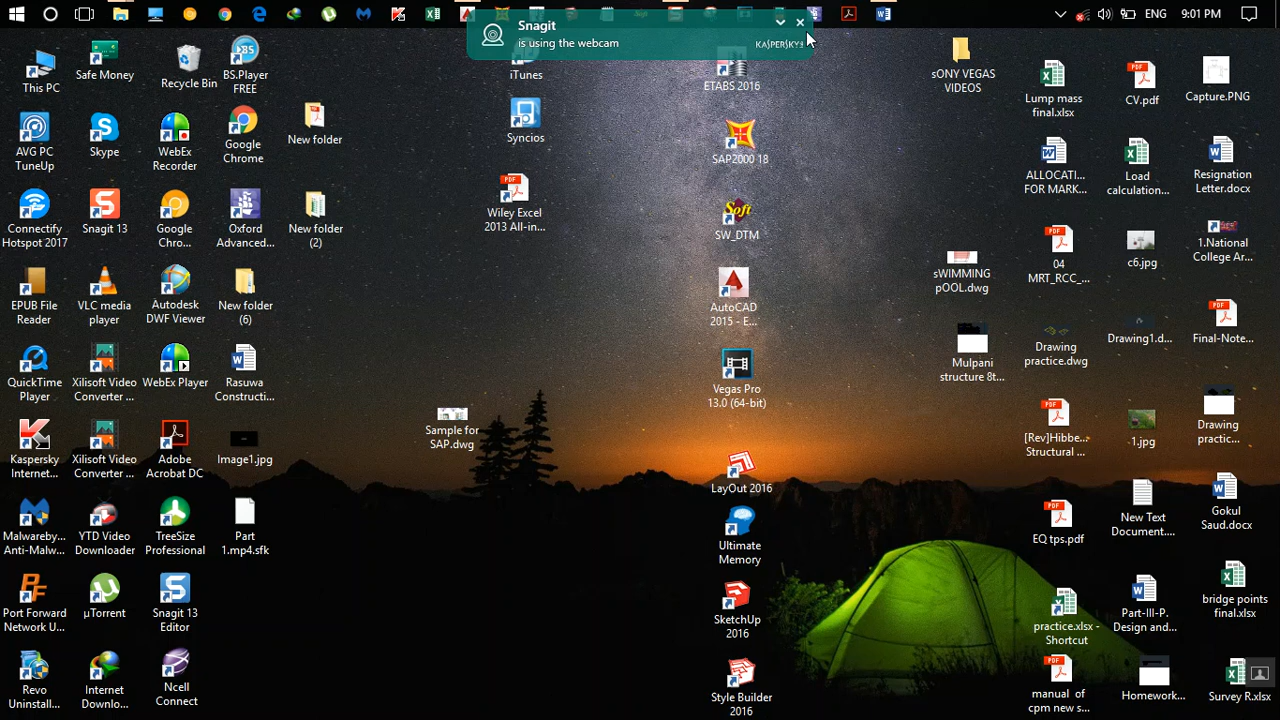 ENG
9:01 PM
Snagit
is using the webcam
KASPERSKY
This PC
Safe Money
Recycle Bin
BS.Player
FREE
iTunes
ETABS 2016
sONY VEGAS
VIDEOS
Lump mass
final.xlsx
CV.pdf
Capture.PNG
AVG PC
TuneUp
Skype
WebEx
Recorder
Google
Chrome
New folder
Syncios
SAP2000 18
ALLOCATI...
FOR MARK...
Load
calculation...
Resignation
Letter.docx
Connectify
Hotspot 2017
Snagit 13
Google
Chro...
Oxford
Advanced...
New folder
(2)
Wiley Excel
2013 All-in...
Soft
SW_DTM
sWIMMING
pOOL.dwg
04
MRT_RCC_...
c6.jpg
1.National
College Ar...
EPUB File
Reader
VLC media
player
Autodesk
DWF Viewer
New folder
(6)
AutoCAD
2015 - E...
Mulpani
structure 8t...
Drawing
practice.dwg
Drawing1.d...
Final-Note...
QuickTime
Player
Xilisoft Video
Converter ...
WebEx Player
Rasuwa
Constructi...
Sample for
SAP.dwg
Vegas Pro
13.0 (64-bit)
[Rev]Hibbe...
Structural ...
1.jpg
Drawing
practic...
Kaspersky
Internet...
Xilisoft Video
Converter ...
Adobe
Acrobat DC
Image1.jpg
LayOut 2016
Malwareby...
Anti-Malw...
YTD Video
Downloader
TreeSize
Professional
Part
1.mp4.sfk
Ultimate
Memory
EQ tps.pdf
New Text
Document....
Gokul
Saud.docx
Port Forward
Network U...
µTorrent
Snagit 13
Editor
SketchUp
2016
practice.xlsx -
Shortcut
Part-III-P.
Design and...
bridge points
final.xlsx
Revo
Uninstall...
Internet
Downlo...
Ncell
Connect
Style Builder
2016
manual of
cpm new s...
Homework...
Survey R.xlsx